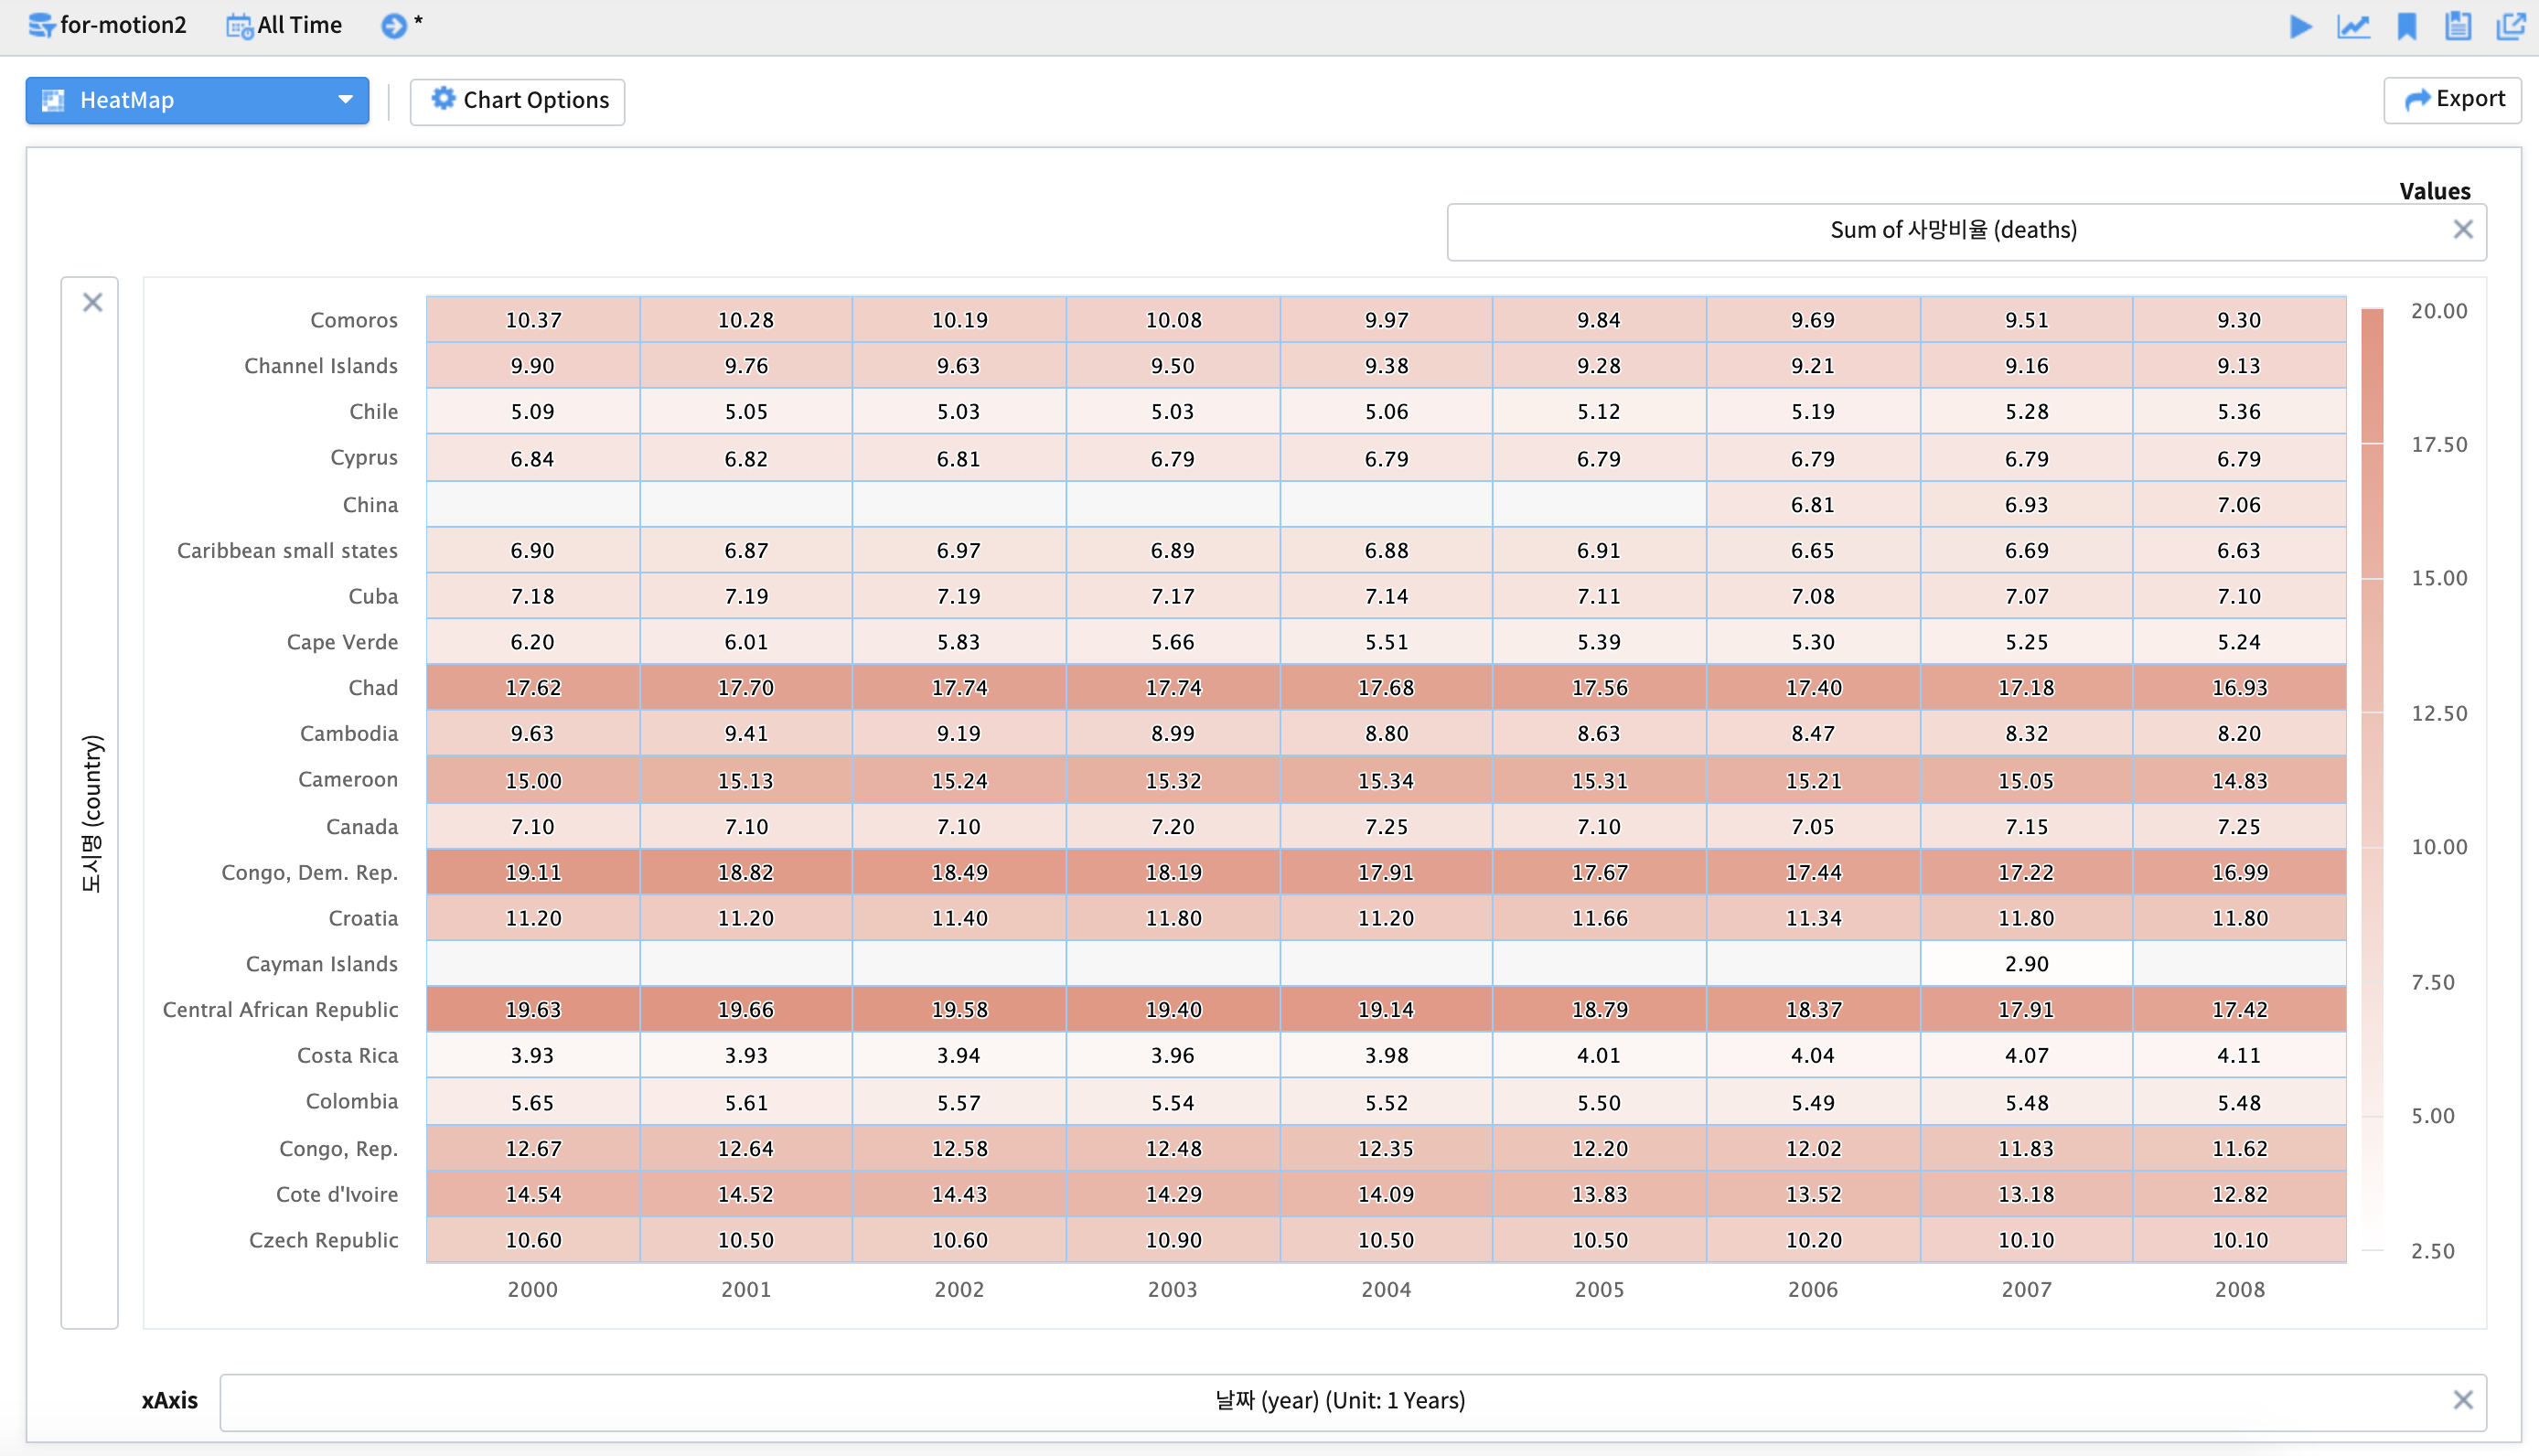 for-motion2 All Time *
HeatMap Chart Options Export
Values
Sum of 사망비율 (deaths)
도시명 (country)
Comoros 10.37 10.28 10.19 10.08 9.97 9.84 9.69 9.51 9.30
Channel Islands 9.90 9.76 9.63 9.50 9.38 9.28 9.21 9.16 9.13
Chile 5.09 5.05 5.03 5.03 5.06 5.12 5.19 5.28 5.36
Cyprus 6.84 6.82 6.81 6.79 6.79 6.79 6.79 6.79 6.79
China 6.81 6.93 7.06
Caribbean small states 6.90 6.87 6.97 6.89 6.88 6.91 6.65 6.69 6.63
Cuba 7.18 7.19 7.19 7.17 7.14 7.11 7.08 7.07 7.10
Cape Verde 6.20 6.01 5.83 5.66 5.51 5.39 5.30 5.25 5.24
Chad 17.62 17.70 17.74 17.74 17.68 17.56 17.40 17.18 16.93
Cambodia 9.63 9.41 9.19 8.99 8.80 8.63 8.47 8.32 8.20
Cameroon 15.00 15.13 15.24 15.32 15.34 15.31 15.21 15.05 14.83
Canada 7.10 7.10 7.10 7.20 7.25 7.10 7.05 7.15 7.25
Congo, Dem. Rep. 19.11 18.82 18.49 18.19 17.91 17.67 17.44 17.22 16.99
Croatia 11.20 11.20 11.40 11.80 11.20 11.66 11.34 11.80 11.80
Cayman Islands 2.90
Central African Republic 19.63 19.66 19.58 19.40 19.14 18.79 18.37 17.91 17.42
Costa Rica 3.93 3.93 3.94 3.96 3.98 4.01 4.04 4.07 4.11
Colombia 5.65 5.61 5.57 5.54 5.52 5.50 5.49 5.48 5.48
Congo, Rep. 12.67 12.64 12.58 12.48 12.35 12.20 12.02 11.83 11.62
Cote d'Ivoire 14.54 14.52 14.43 14.29 14.09 13.83 13.52 13.18 12.82
Czech Republic 10.60 10.50 10.60 10.90 10.50 10.50 10.20 10.10 10.10
2000 2001 2002 2003 2004 2005 2006 2007 2008
20.00
17.50
15.00
12.50
10.00
7.50
5.00
2.50
xAxis 날짜 (year) (Unit: 1 Years)